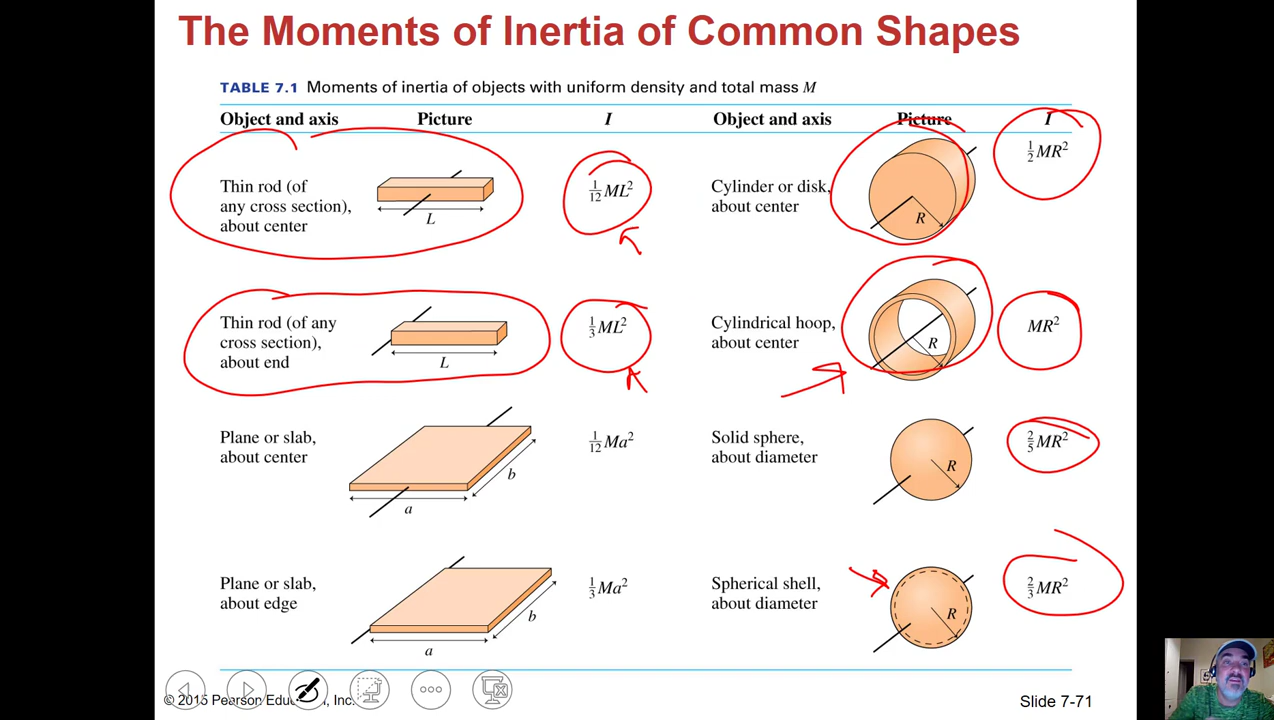 The Moments of Inertia of Common Shapes
TABLE 7.1 Moments of inertia of objects with uniform density and total mass M
Object and axis Picture I Object and axis Picture I
Thin rod (of
any cross section),
about center
L
1/12 ML²
Cylinder or disk,
about center
R
1/2 MR²
Thin rod (of any
cross section),
about end
L
1/3 ML²
Cylindrical hoop,
about center
R
MR²
Plane or slab,
about center
a
b
1/12 Ma²
Solid sphere,
about diameter
R
2/5 MR²
Plane or slab,
about edge
a
b
1/3 Ma²
Spherical shell,
about diameter
R
2/3 MR²
© 2015 Pearson Education, Inc.
Slide 7-71